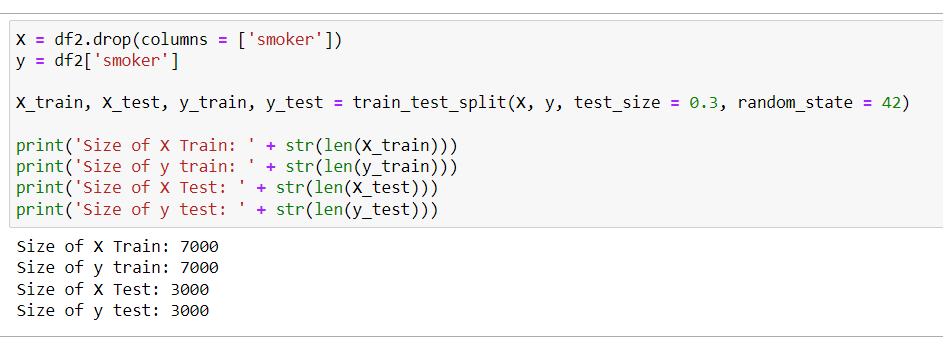 X = df2.drop(columns = ['smoker'])
y = df2['smoker']
X_train, X_test, y_train, y_test = train_test_split(X, y, test_size = 0.3, random_state = 42)
print('Size of X Train: ' + str(len(X_train)))
print('Size of y train: ' + str(len(y_train)))
print('Size of X Test: ' + str(len(X_test)))
print('Size of y test: ' + str(len(y_test)))
Size of X Train: 7000
Size of y train: 7000
Size of X Test: 3000
Size of y test: 3000